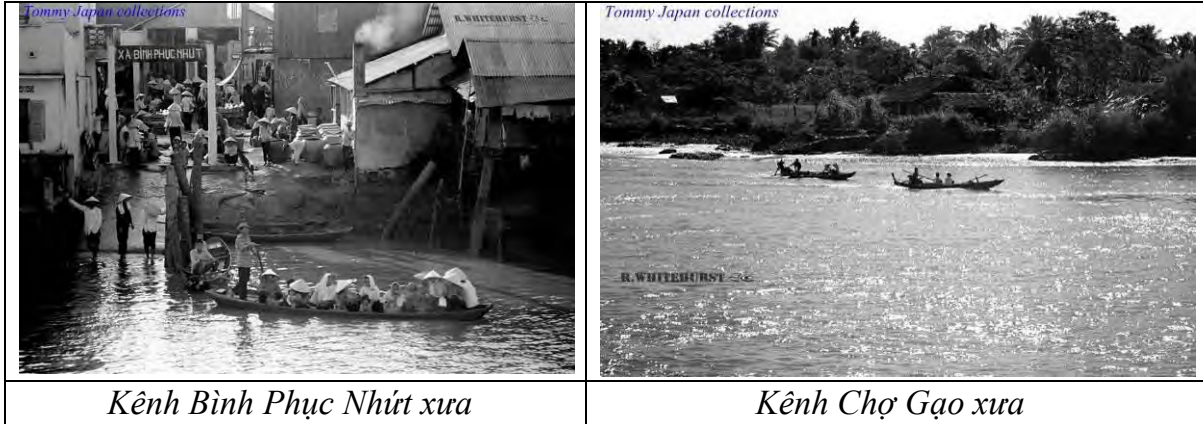 Tommy Japan collections
R.WHITEHURST
XÃ BÌNH PHỤC NHỨT
Tommy Japan collections
R.WHITEHURST
Kênh Bình Phục Nhứt xưa
Kênh Chợ Gạo xưa